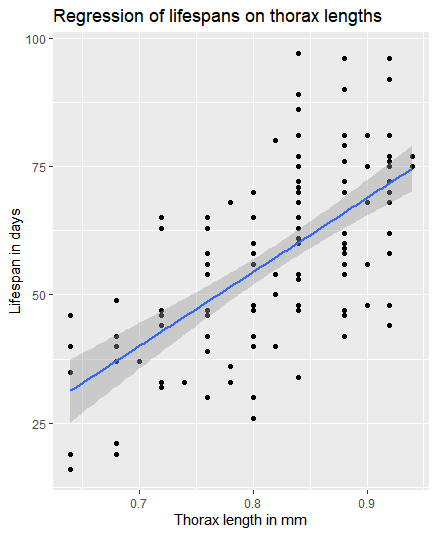 Regression of lifespans on thorax lengths
100
75
50
25
Lifespan in days
0.7 0.8 0.9
Thorax length in mm